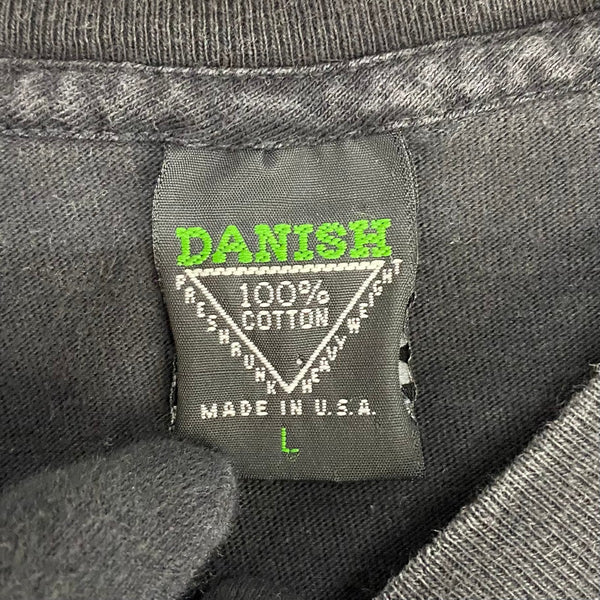 DANISH
100%
COTTON
PRESHRUNK HEAVYWEIGHT
MADE IN U.S.A.
L